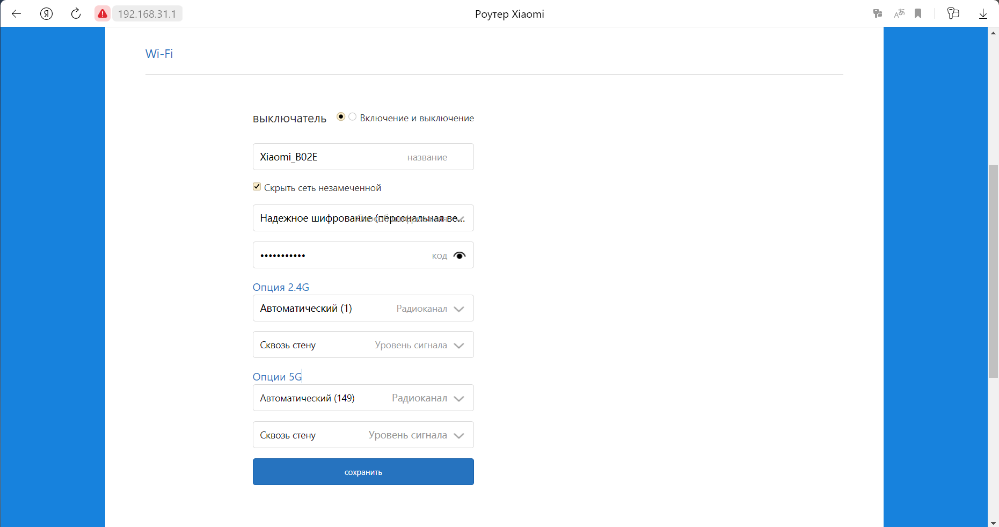 192.168.31.1
Роутер Xiaomi
Wi-Fi
выключатель Включение и выключение
Xiaomi_B02E название
Скрыть сеть незамеченной
Надежное шифрование (персональная ве... Способ шифрования
••••••••••• код
Опция 2.4G
Автоматический (1) Радиоканал
Сквозь стену Уровень сигнала
Опции 5G
Автоматический (149) Радиоканал
Сквозь стену Уровень сигнала
сохранить